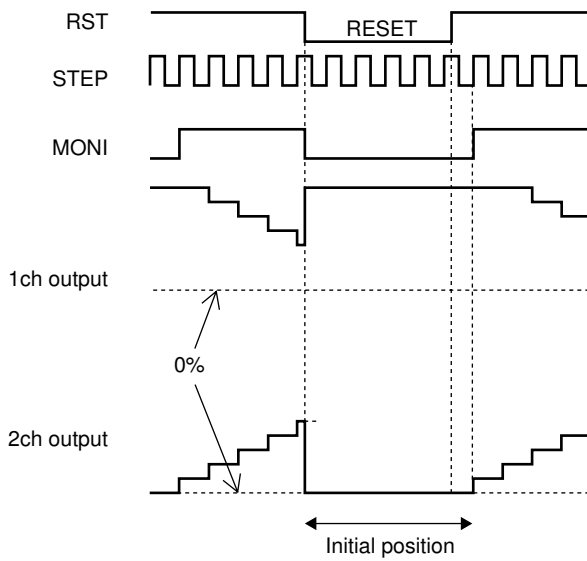 RST
RESET
STEP
MONI
1ch output
0%
2ch output
Initial position